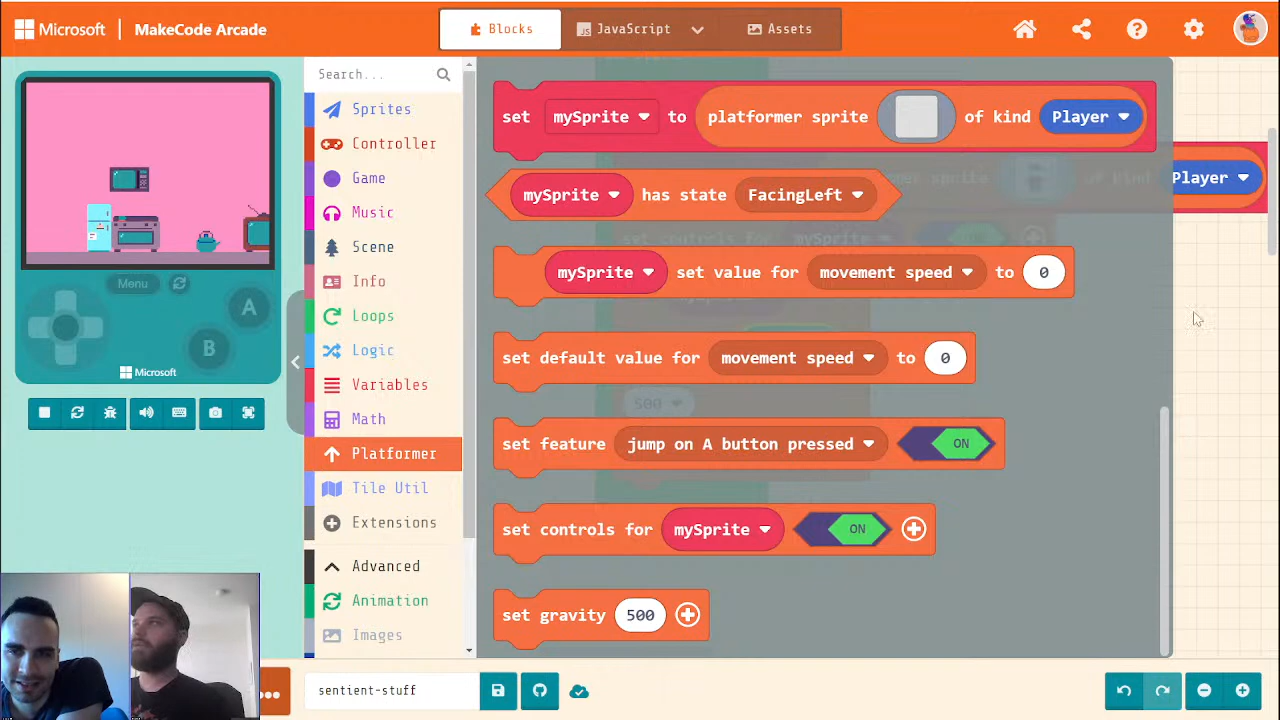 Microsoft
MakeCode Arcade
Blocks
JavaScript
Assets
Menu
A
B
Microsoft
Search...
Sprites
Controller
Game
Music
Scene
Info
Loops
Logic
Variables
Math
Platformer
Tile Util
Extensions
Advanced
Animation
Images
set mySprite to platformer sprite of kind Player
mySprite has state FacingLeft
mySprite set value for movement speed to 0
set default value for movement speed to 0
set feature jump on A button pressed ON
set controls for mySprite ON
set gravity 500
Player
sentient-stuff